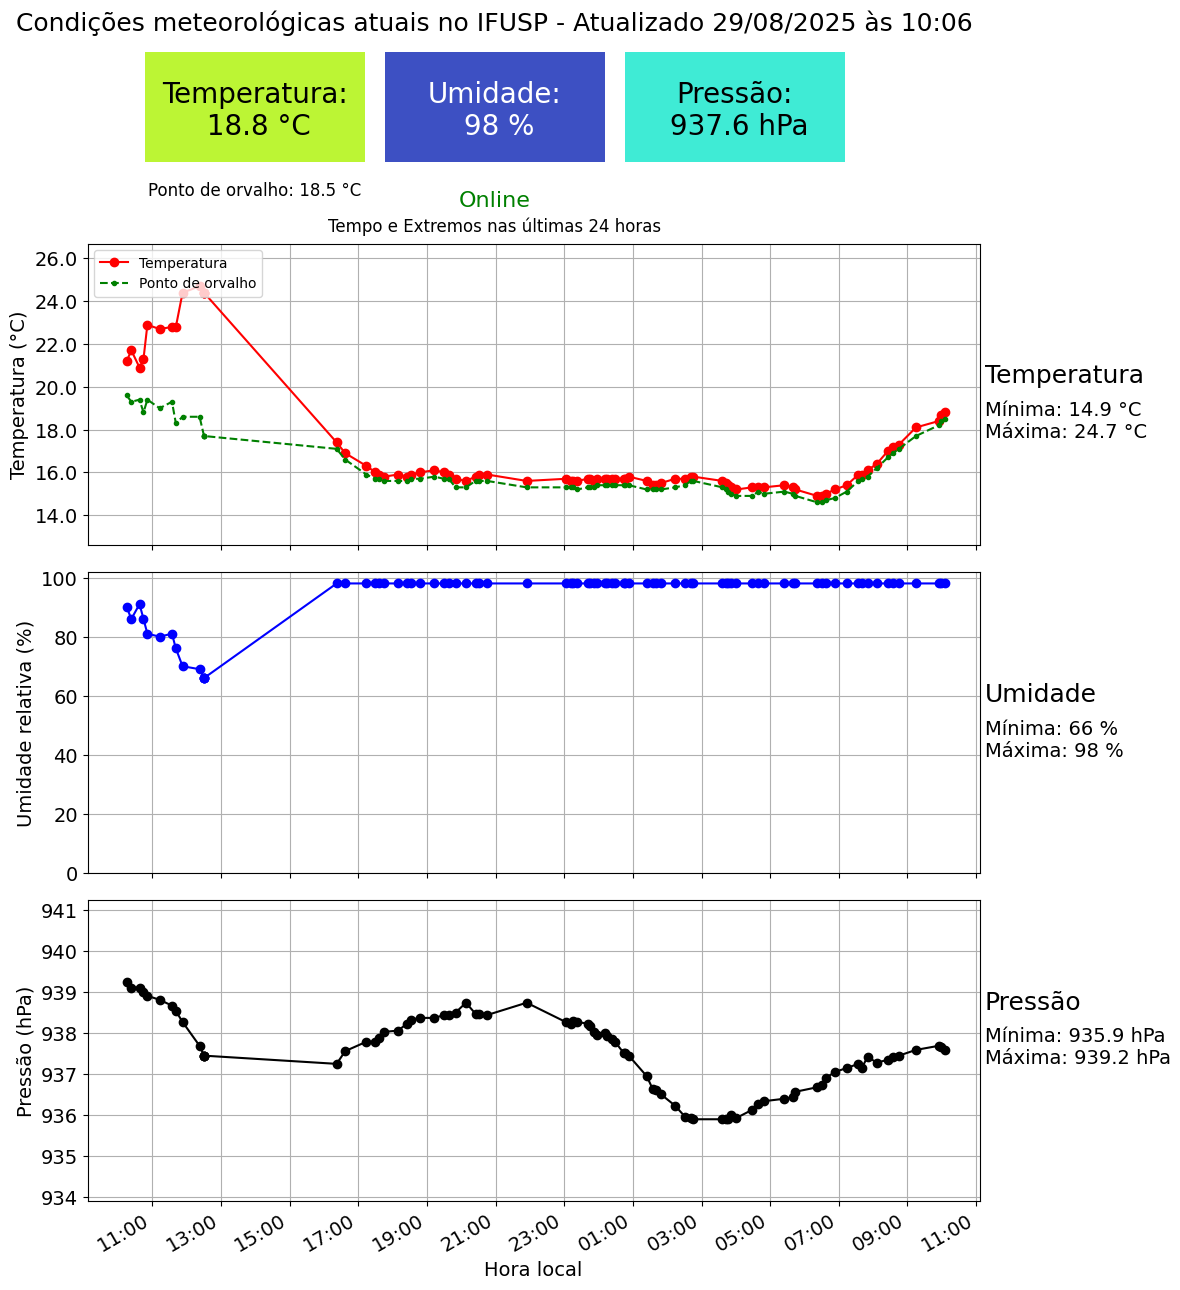 Condições meteorológicas atuais no IFUSP - Atualizado 29/08/2025 às 10:06
Temperatura:
18.8 °C
Umidade:
98 %
Pressão:
937.6 hPa
Ponto de orvalho: 18.5 °C
Online
Tempo e Extremos nas últimas 24 horas
Temperatura (°C)
26.0
24.0
22.0
20.0
18.0
16.0
14.0
Temperatura
Ponto de orvalho
Temperatura
Mínima: 14.9 °C
Máxima: 24.7 °C
Umidade relativa (%)
100
80
60
40
20
0
Umidade
Mínima: 66 %
Máxima: 98 %
Pressão (hPa)
941
940
939
938
937
936
935
934
Pressão
Mínima: 935.9 hPa
Máxima: 939.2 hPa
11:00
13:00
15:00
17:00
19:00
21:00
23:00
01:00
03:00
05:00
07:00
09:00
11:00
Hora local